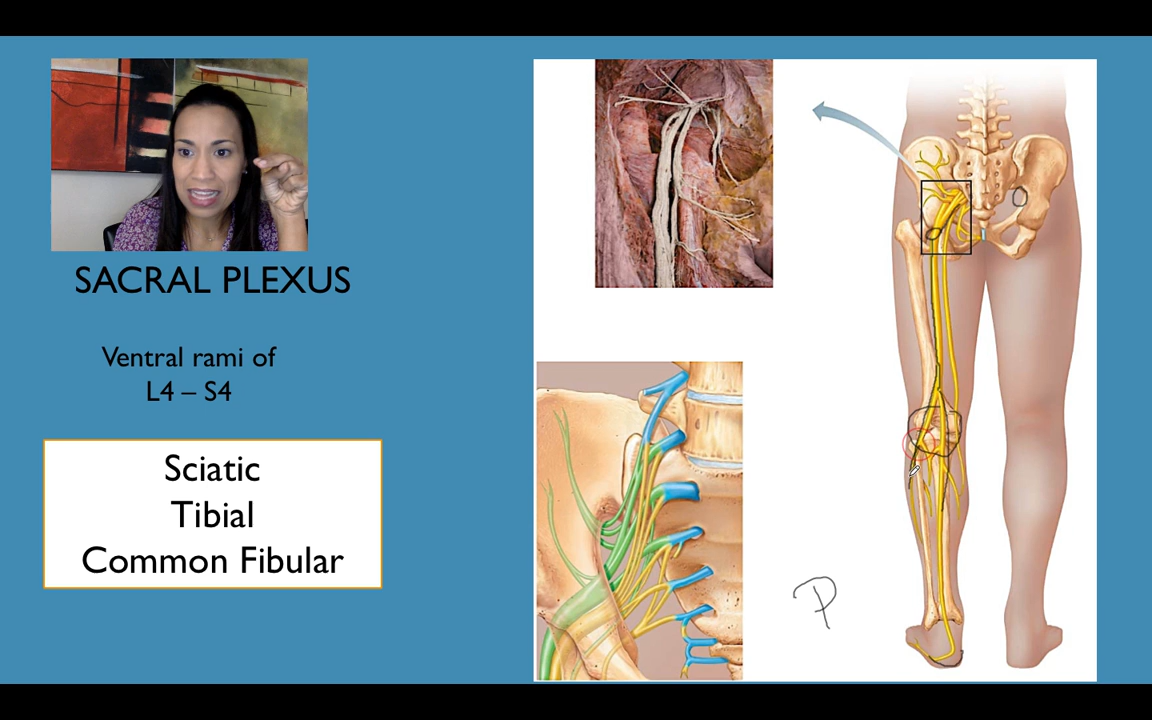 SACRAL PLEXUS
Ventral rami of
L4 – S4
Sciatic
Tibial
Common Fibular
P